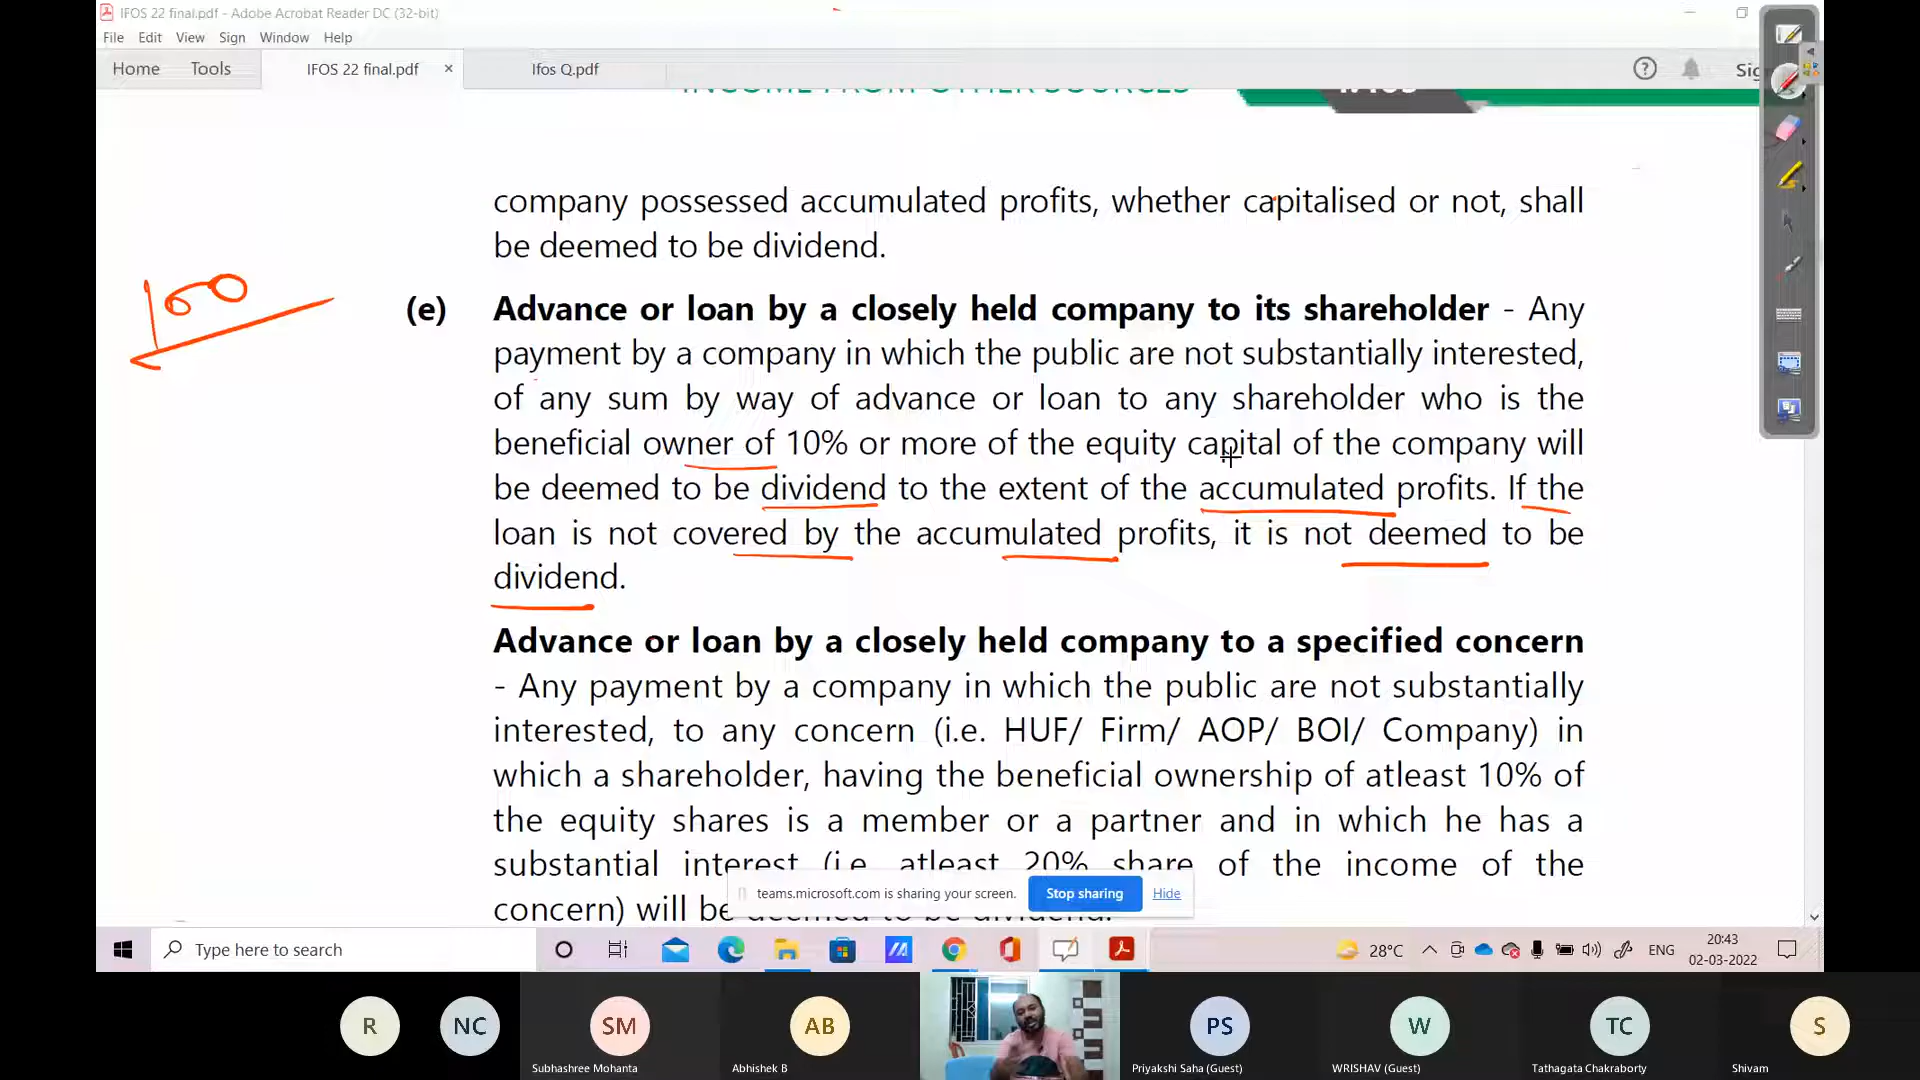 IFOS 22 final.pdf - Adobe Acrobat Reader DC (32-bit)
File Edit View Sign Window Help
Home Tools IFOS 22 final.pdf × Ifos Q.pdf
INCOME FROM OTHER SOURCES IFOS
company possessed accumulated profits, whether capitalised or not, shall
be deemed to be dividend.
100
(e) Advance or loan by a closely held company to its shareholder - Any
payment by a company in which the public are not substantially interested,
of any sum by way of advance or loan to any shareholder who is the
beneficial owner of 10% or more of the equity capital of the company will
be deemed to be dividend to the extent of the accumulated profits. If the
loan is not covered by the accumulated profits, it is not deemed to be
dividend.
Advance or loan by a closely held company to a specified concern
- Any payment by a company in which the public are not substantially
interested, to any concern (i.e. HUF/ Firm/ AOP/ BOI/ Company) in
which a shareholder, having the beneficial ownership of atleast 10% of
the equity shares is a member or a partner and in which he has a
substantial interest (i.e. atleast 20% share of the income of the
concern) will be deemed to be dividend.
teams.microsoft.com is sharing your screen. Stop sharing Hide
Type here to search 28°C ENG 20:43
02-03-2022
R NC SM AB PS W TC S
Subhashree Mohanta Abhishek B Priyakshi Saha (Guest) WRISHAV (Guest) Tathagata Chakraborty Shivam